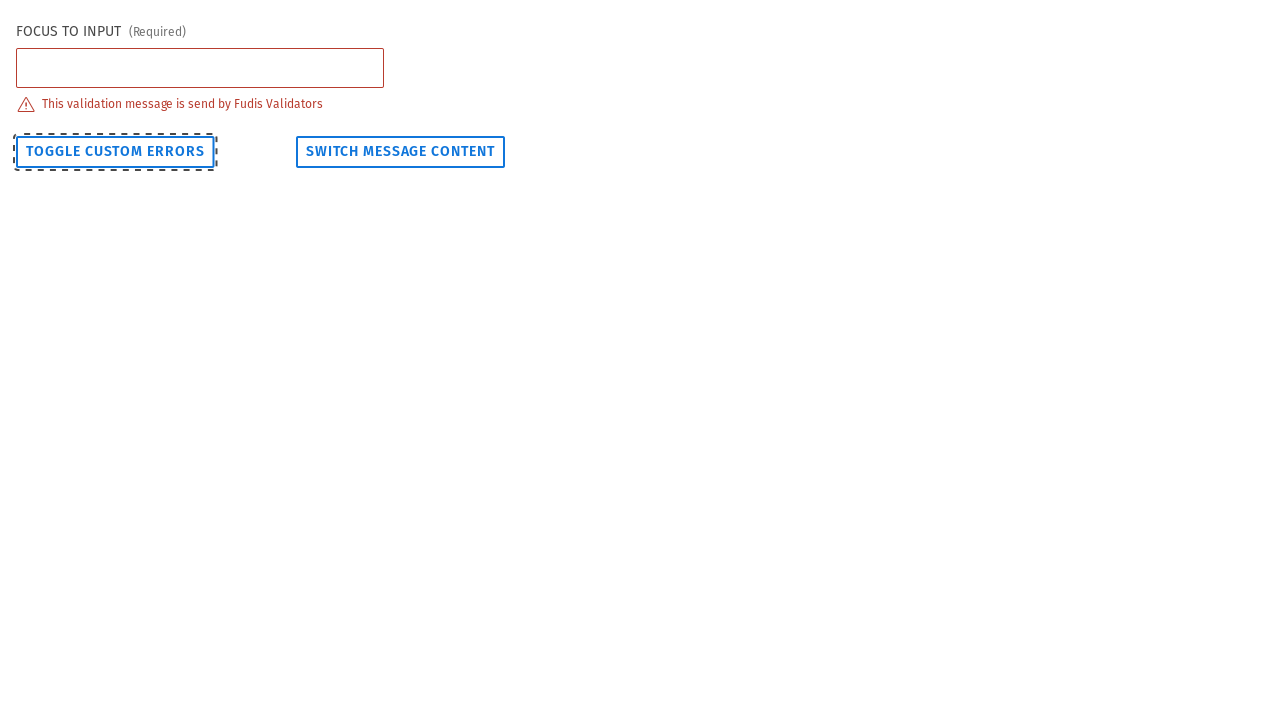 FOCUS TO INPUT (Required)
This validation message is send by Fudis Validators
TOGGLE CUSTOM ERRORS
SWITCH MESSAGE CONTENT